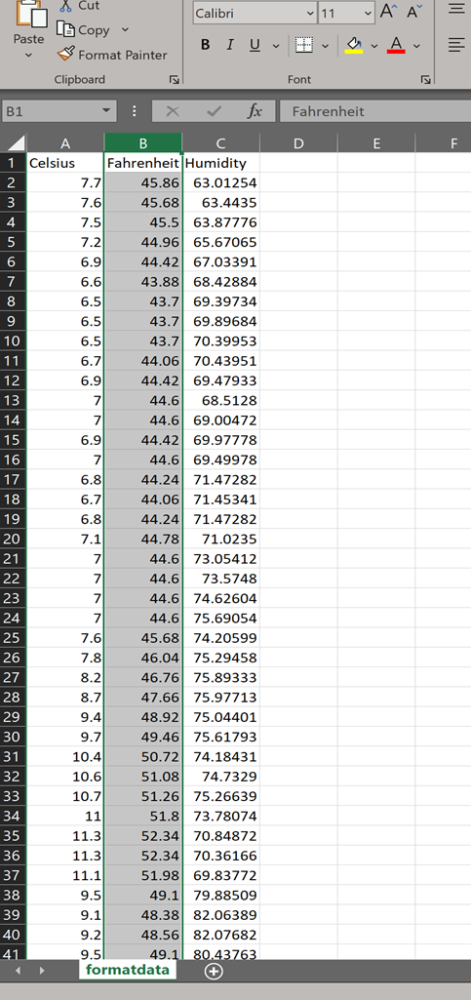 Cut
Calibri 11 A A
Copy
Paste
Format Painter
B I U A
Clipboard Font
B1 fx Fahrenheit
A B C D E F
1 Celsius Fahrenheit Humidity
2 7.7 45.86 63.01254
3 7.6 45.68 63.4435
4 7.5 45.5 63.87776
5 7.2 44.96 65.67065
6 6.9 44.42 67.03391
7 6.6 43.88 68.42884
8 6.5 43.7 69.39734
9 6.5 43.7 69.89684
10 6.5 43.7 70.39953
11 6.7 44.06 70.43951
12 6.9 44.42 69.47933
13 7 44.6 68.5128
14 7 44.6 69.00472
15 6.9 44.42 69.97778
16 7 44.6 69.49978
17 6.8 44.24 71.47282
18 6.7 44.06 71.45341
19 6.8 44.24 71.47282
20 7.1 44.78 71.0235
21 7 44.6 73.05412
22 7 44.6 73.5748
23 7 44.6 74.62604
24 7 44.6 75.69054
25 7.6 45.68 74.20599
26 7.8 46.04 75.29458
27 8.2 46.76 75.89333
28 8.7 47.66 75.97713
29 9.4 48.92 75.04401
30 9.7 49.46 75.61793
31 10.4 50.72 74.18431
32 10.6 51.08 74.7329
33 10.7 51.26 75.26639
34 11 51.8 73.78074
35 11.3 52.34 70.84872
36 11.3 52.34 70.36166
37 11.1 51.98 69.83772
38 9.5 49.1 79.88509
39 9.1 48.38 82.06389
40 9.2 48.56 82.07682
41 9.5 49.1 80.43763
formatdata